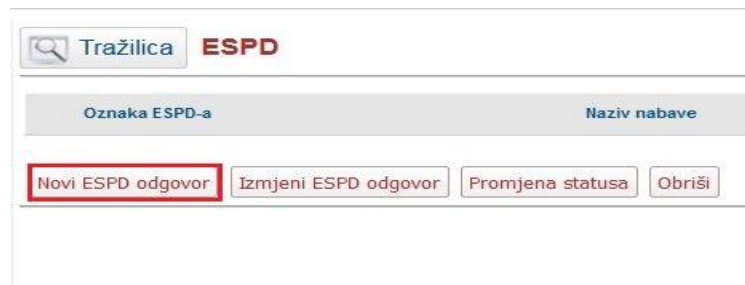 Tražilica ESPD
Oznaka ESPD-a Naziv nabave
Novi ESPD odgovor Izmjeni ESPD odgovor Promjena statusa Obriši